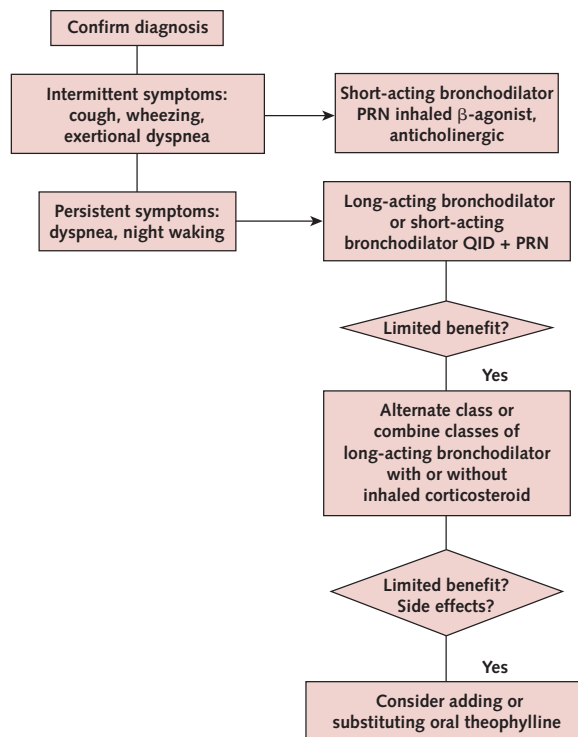 Confirm diagnosis
Intermittent symptoms:
cough, wheezing,
exertional dyspnea
Short-acting bronchodilator
PRN inhaled β-agonist,
anticholinergic
Persistent symptoms:
dyspnea, night waking
Long-acting bronchodilator
or short-acting
bronchodilator QID + PRN
Limited benefit?
Yes
Alternate class or
combine classes of
long-acting bronchodilator
with or without
inhaled corticosteroid
Limited benefit?
Side effects?
Yes
Consider adding or
substituting oral theophylline